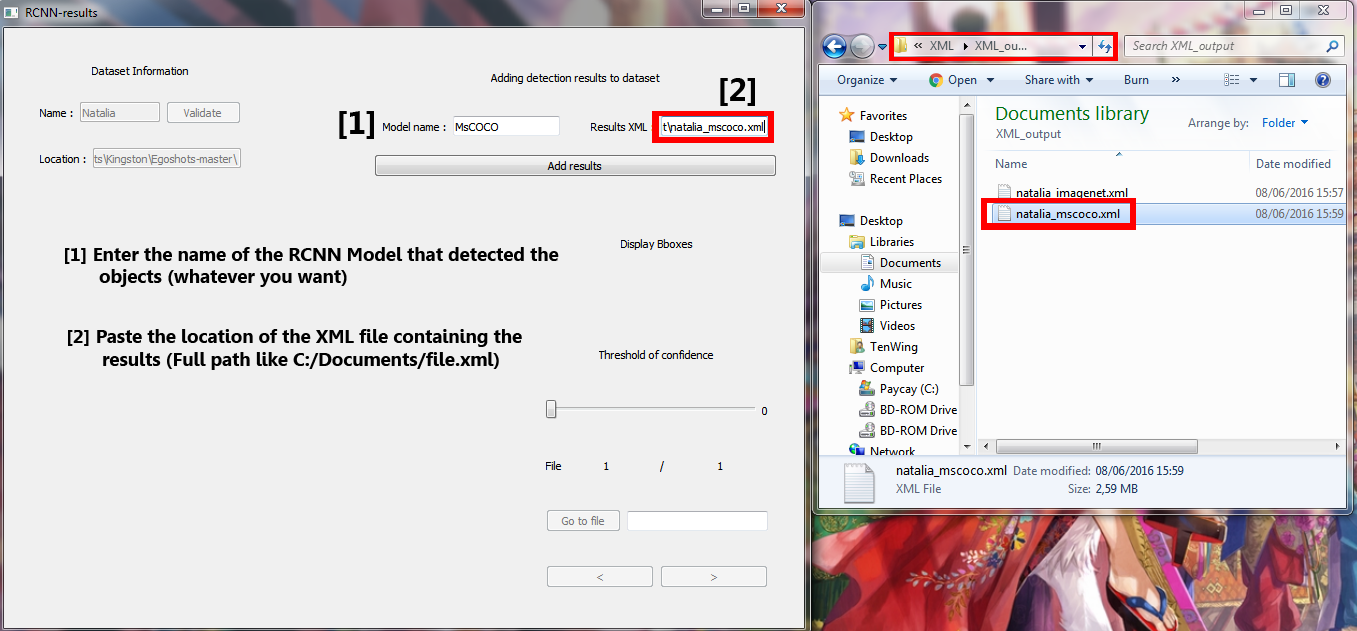 RCNN-results
Dataset Information
Name :
Natalia
Validate
Location :
ts\Kingston\Egoshots-master\
Adding detection results to dataset
[1]
Model name :
MsCOCO
[2]
Results XML :
t\natalia_mscoco.xml
Add results
[1] Enter the name of the RCNN Model that detected the
objects (whatever you want)
[2] Paste the location of the XML file containing the
results (Full path like C:/Documents/file.xml)
Display Bboxes
Threshold of confidence
0
File 1 / 1
Go to file
< >
« XML XML_ou...
Search XML_output
Organize Open Share with Burn »
Favorites
Desktop
Downloads
Recent Places
Desktop
Libraries
Documents
Music
Pictures
Videos
TenWing
Computer
Paycay (C:)
BD-ROM Drive
BD-ROM Drive
Network
Documents library
XML_output
Arrange by: Folder
Name Date modified
natalia_imagenet.xml 08/06/2016 15:57
natalia_mscoco.xml 08/06/2016 15:59
natalia_mscoco.xml Date modified: 08/06/2016 15:59
XML File Size: 2,59 MB